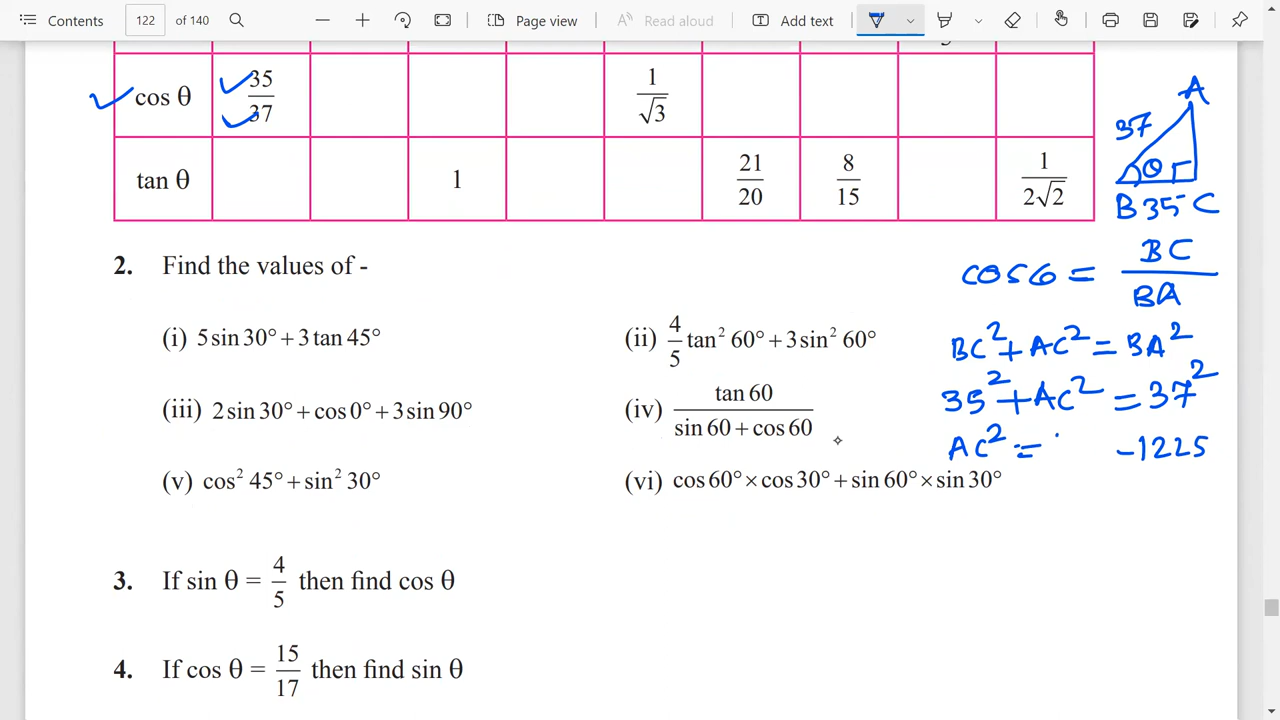 Contents
122 of 140
Page view
Read aloud
Add text
cos θ 35/37 1/√3
tan θ 1 21/20 8/15 1/2√2
A
37
θ
B 35 C
2. Find the values of -
cos θ = BC/BA
(i) 5 sin 30° + 3 tan 45° (ii) 4/5 tan² 60° + 3 sin² 60°
BC² + AC² = BA²
(iii) 2 sin 30° + cos 0° + 3 sin 90° (iv) tan 60 / sin 60 + cos 60
35² + AC² = 37²
AC² = -1225
(v) cos² 45° + sin² 30° (vi) cos 60° × cos 30° + sin 60° × sin 30°
3. If sin θ = 4/5 then find cos θ
4. If cos θ = 15/17 then find sin θ